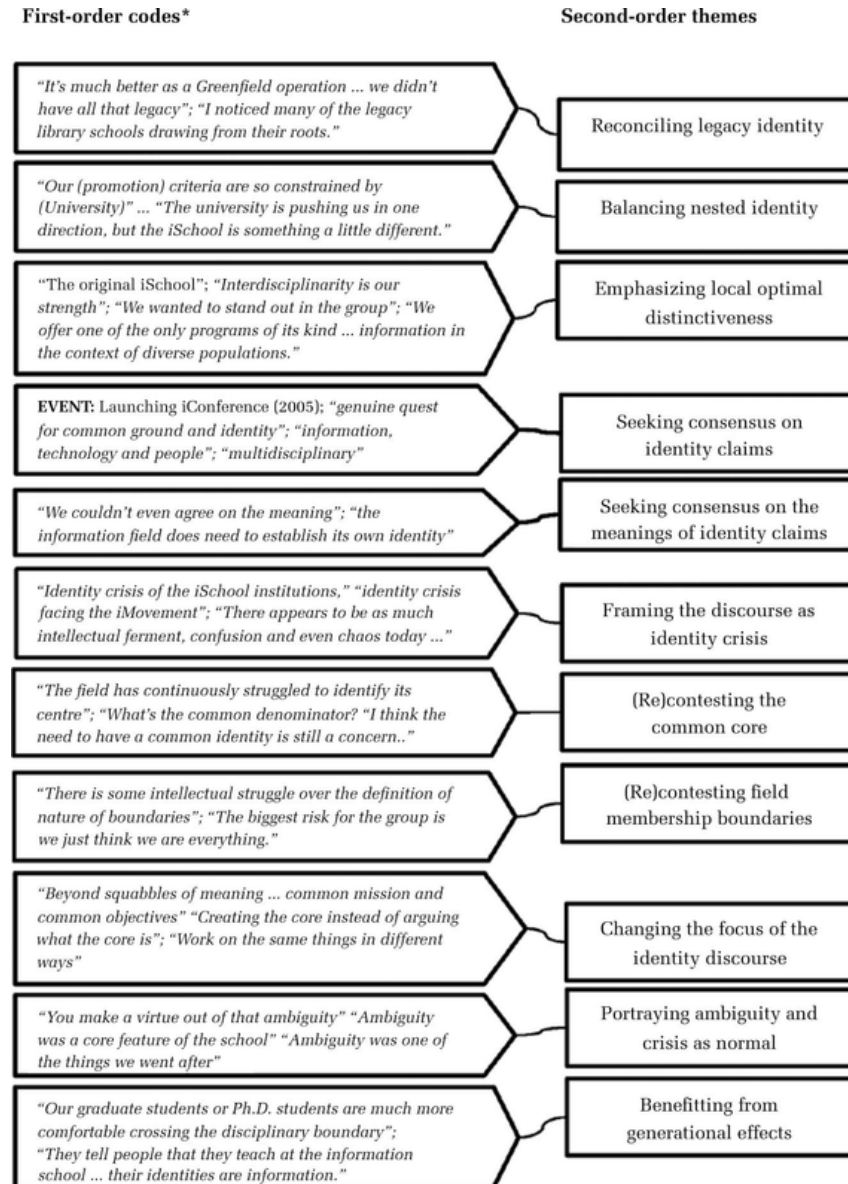 First-order codes*
Second-order themes
“It’s much better as a Greenfield operation ... we didn’t
have all that legacy”; “I noticed many of the legacy
library schools drawing from their roots.”
Reconciling legacy identity
“Our (promotion) criteria are so constrained by
(University)” ... “The university is pushing us in one
direction, but the iSchool is something a little different.”
Balancing nested identity
“The original iSchool”; “Interdisciplinarity is our
strength”; “We wanted to stand out in the group”; “We
offer one of the only programs of its kind ... information in
the context of diverse populations.”
Emphasizing local optimal
distinctiveness
EVENT: Launching iConference (2005); “genuine quest
for common ground and identity”; “information,
technology and people”; “multidisciplinary”
Seeking consensus on
identity claims
“We couldn’t even agree on the meaning”; “the
information field does need to establish its own identity”
Seeking consensus on the
meanings of identity claims
“Identity crisis of the iSchool institutions,” “identity crisis
facing the iMovement”; “There appears to be as much
intellectual ferment, confusion and even chaos today ...”
Framing the discourse as
identity crisis
“The field has continuously struggled to identify its
centre”; “What’s the common denominator? “I think the
need to have a common identity is still a concern..”
(Re)contesting the
common core
“There is some intellectual struggle over the definition of
nature of boundaries”; “The biggest risk for the group is
we just think we are everything.”
(Re)contesting field
membership boundaries
“Beyond squabbles of meaning ... common mission and
common objectives” “Creating the core instead of arguing
what the core is”; “Work on the same things in different
ways”
Changing the focus of the
identity discourse
“You make a virtue out of that ambiguity” “Ambiguity
was a core feature of the school” “Ambiguity was one of
the things we went after”
Portraying ambiguity and
crisis as normal
“Our graduate students or Ph.D. students are much more
comfortable crossing the disciplinary boundary”;
“They tell people that they teach at the information
school ... their identities are information.”
Benefitting from
generational effects